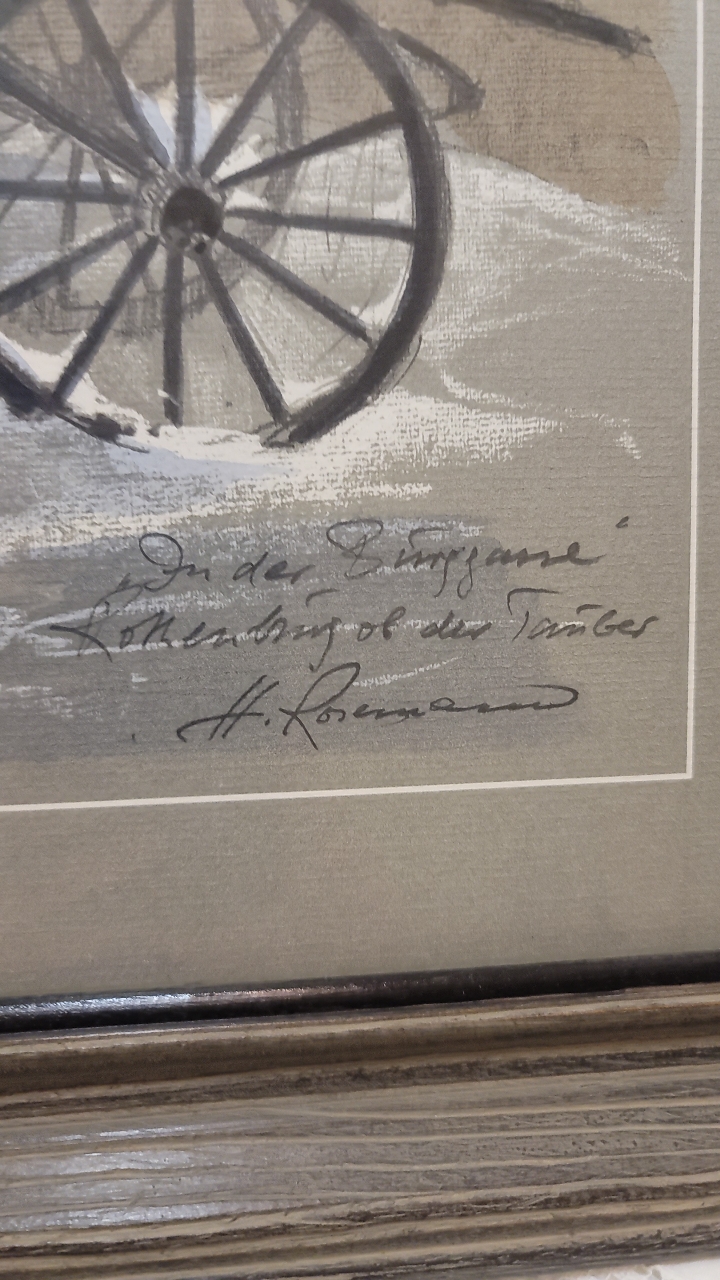 „In der Burggasse“
Rothenburg ob der Tauber
H. Rosemann